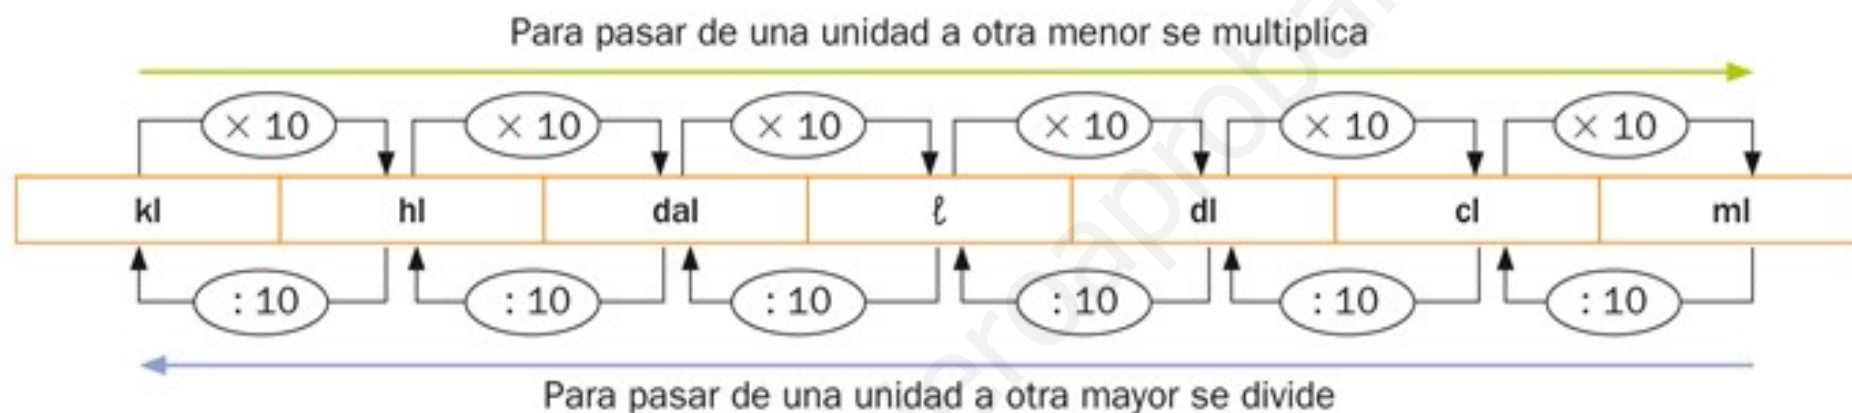 Para pasar de una unidad a otra menor se multiplica
× 10 × 10 × 10 × 10 × 10 × 10
kl hl dal ℓ dl cl ml
: 10 : 10 : 10 : 10 : 10 : 10
Para pasar de una unidad a otra mayor se divide